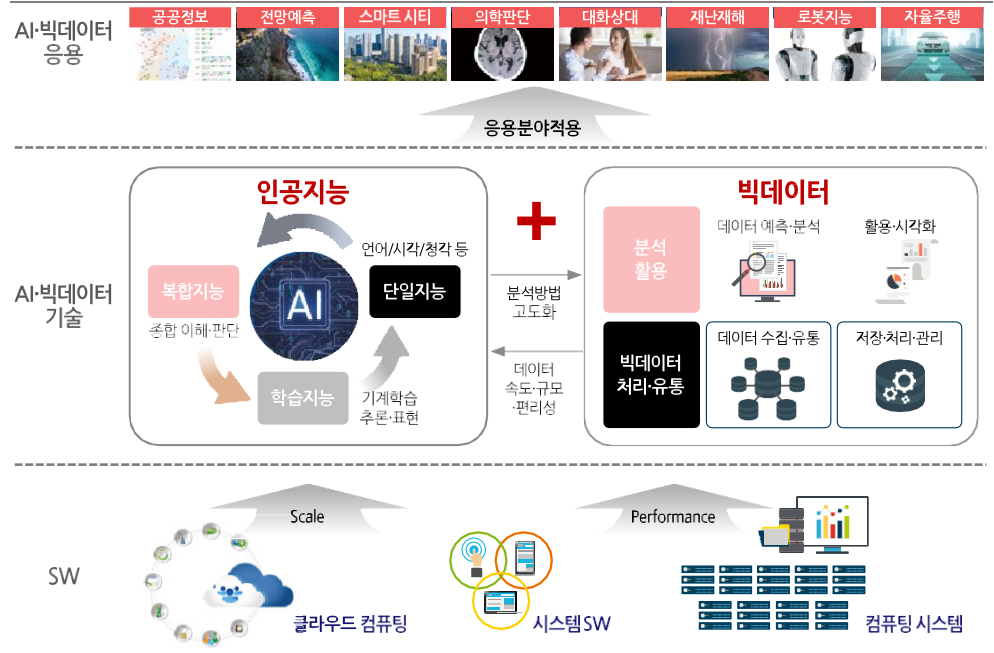 AI·빅데이터
응용
공공정보
전망예측
스마트 시티
의학판단
대화상대
재난재해
로봇지능
자율주행
응용분야적용
AI·빅데이터
기술
인공지능
언어/시각/청각 등
복합지능
종합 이해·판단
AI
단일지능
학습지능
기계학습
추론·표현
분석방법
고도화
데이터
속도·규모
·편리성
빅데이터
분석
활용
데이터 예측·분석
활용·시각화
빅데이터
처리·유통
데이터 수집·유통
저장·처리·관리
SW
Scale
Performance
클라우드 컴퓨팅
시스템SW
컴퓨팅 시스템